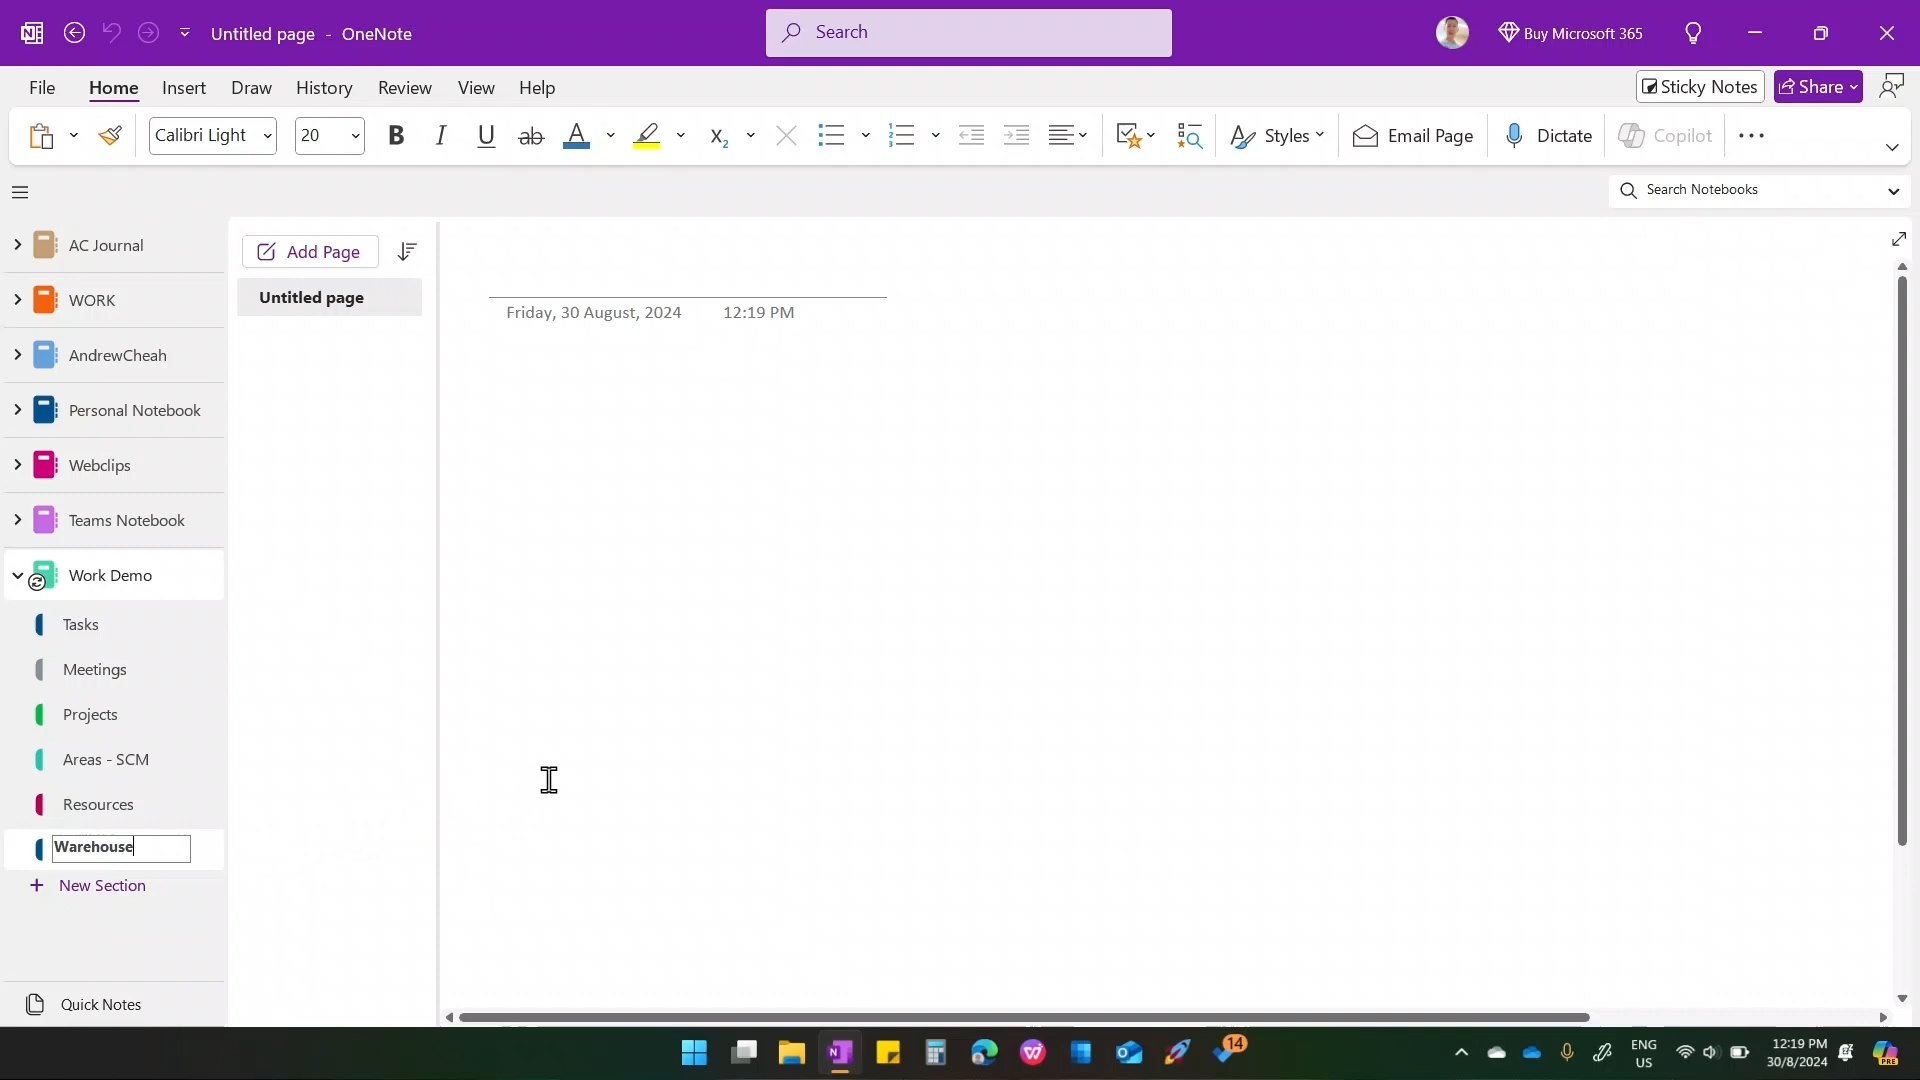 Untitled page - OneNote
Search
Buy Microsoft 365
File Home Insert Draw History Review View Help
Sticky Notes
Share
Calibri Light
20
Styles
Email Page
Dictate
Copilot
Search Notebooks
AC Journal
WORK
AndrewCheah
Personal Notebook
Webclips
Teams Notebook
Work Demo
Tasks
Meetings
Projects
Areas - SCM
Resources
Warehouse
New Section
Quick Notes
Add Page
Untitled page
Friday, 30 August, 2024 12:19 PM
14
ENG
US
12:19 PM
30/8/2024
PRE